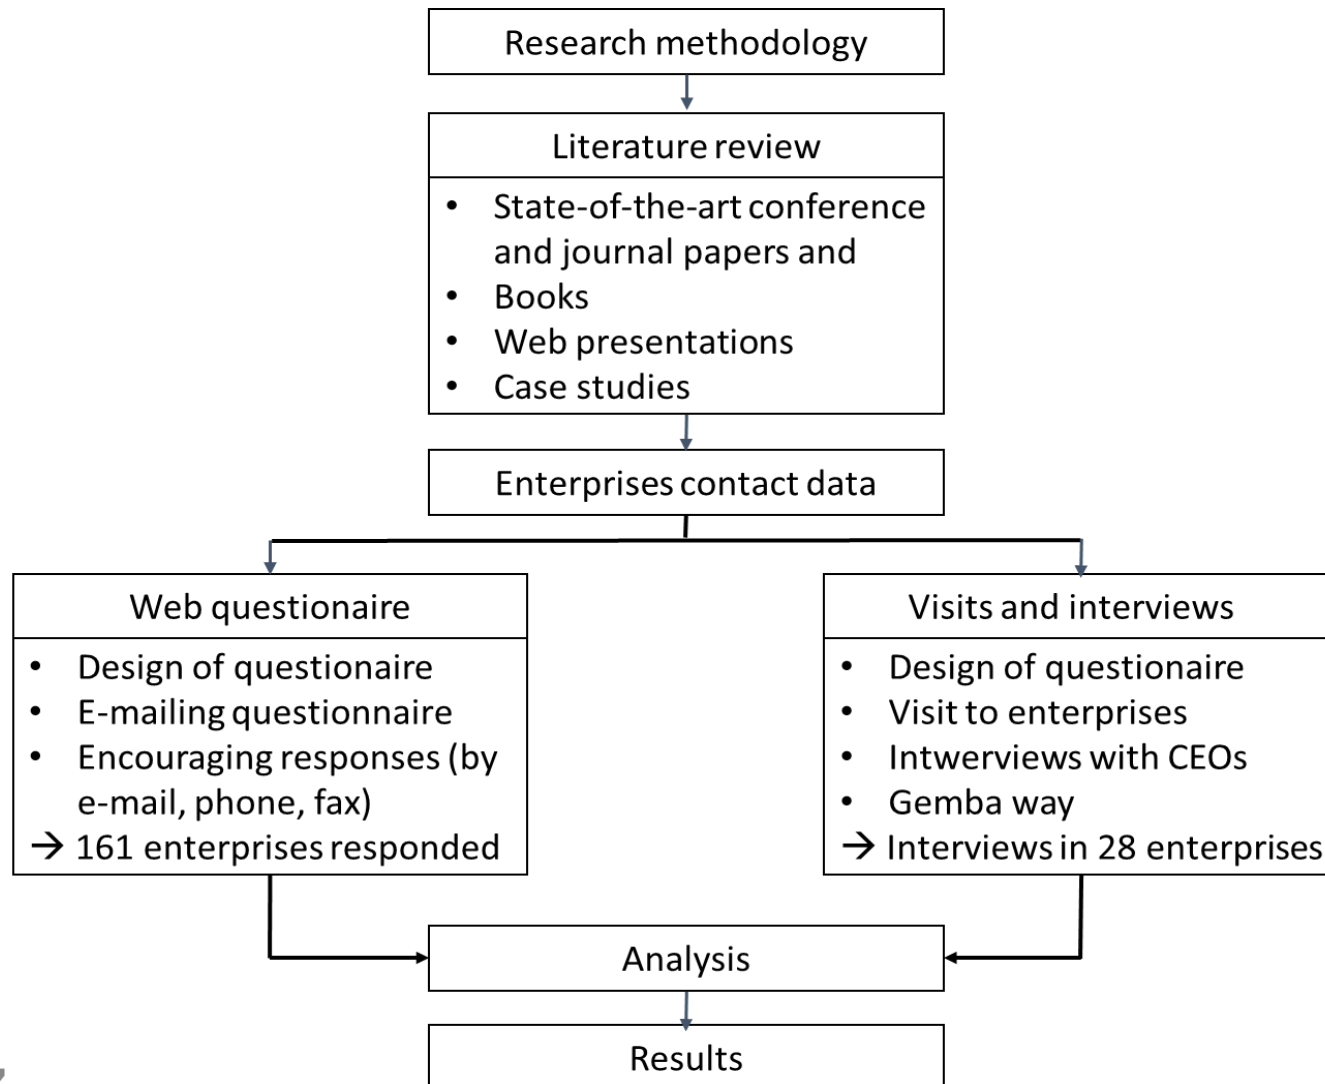 Research methodology
Literature review
• State-of-the-art conference
and journal papers and
• Books
• Web presentations
• Case studies
Enterprises contact data
Web questionaire
• Design of questionaire
• E-mailing questionnaire
• Encouraging responses (by
e-mail, phone, fax)
→ 161 enterprises responded
Visits and interviews
• Design of questionaire
• Visit to enterprises
• Intwerviews with CEOs
• Gemba way
→ Interviews in 28 enterprises
Analysis
Results